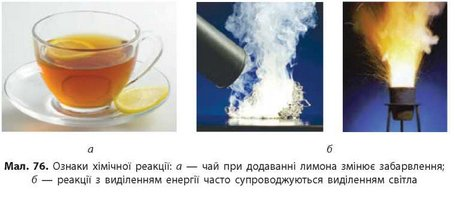 а
б
Мал. 76. Ознаки хімічної реакції: а — чай при додаванні лимона змінює забарвлення;
б — реакції з виділенням енергії часто супроводжуються виділенням світла